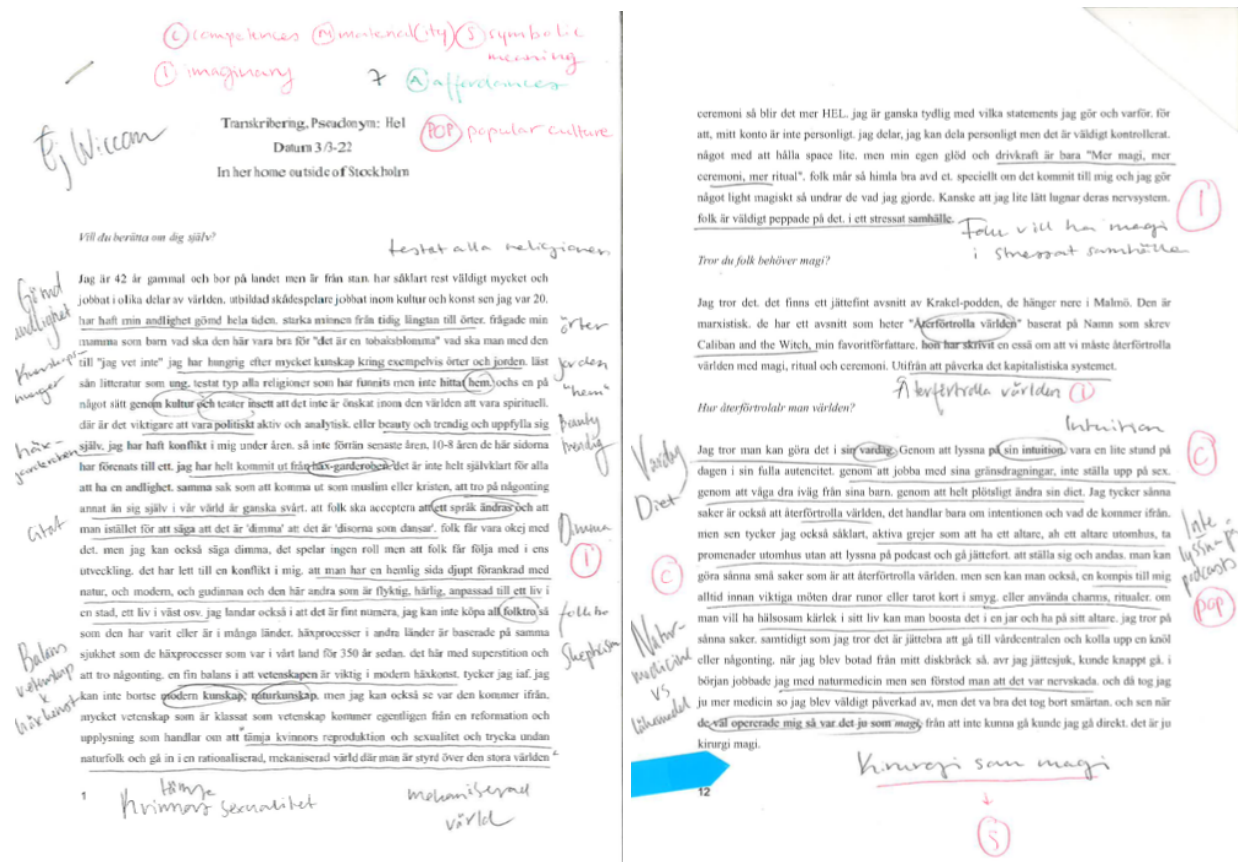 Ⓒ competences Ⓜ material(ity) Ⓢ symbolic
meaning
Ⓘ imaginary
7 Ⓐ affordances
Transkribering, Pseudonym: Hel
POP popular culture
Datum 3/3-22
Ej Wiccan
In her home outside of Stockholm
Vill du berätta om dig själv?
testat alla religioner
Jag är 42 år gammal och bor på landet men är från stan. har såklart rest väldigt mycket och
jobbat i olika delar av världen. utbildad skådespelare jobbat inom kultur och konst sen jag var 20.
Gömd
andlighet
har haft min andlighet gömd hela tiden. starka minnen från tidig längtan till örter. frågade min
örter
mamma som barn vad ska den här vara bra för "det är en tobaksblomma" vad ska man med den
till "jag vet inte" jag har hungrig efter mycket kunskap kring exempelvis örter och jorden. läst
Kunskaps-
hunger
jorden
sån litteratur som ung. testat typ alla religioner som har funnits men inte hittat hem. ochs en på
"hem"
något sätt genom kultur och teater insett att det inte är önskat inom den världen att vara spirituell.
där är det viktigare att vara politiskt aktiv och analytisk. eller beauty och trendig och uppfylla sig
Beauty
trendig
själv. jag har haft konflikt i mig under åren. så inte förrän senaste åren, 10-8 åren de här sidorna
häx-
garderoben
har förenats till ett. jag har helt kommit ut från häx-garderoben. det är inte helt självklart för alla
att ha en andlighet. samma sak som att komma ut som muslim eller kristen, att tro på någonting
annat än sig själv i vår värld är ganska svårt. att folk ska acceptera att ett språk ändras och att
Citat
man istället för att säga att det är 'dimma' att det är 'disorna som dansar'. folk får vara okej med
Dimma
Ⓘ
det. men jag kan också säga dimma, det spelar ingen roll men att folk får följa med i ens
utveckling. det har lett till en konflikt i mig. att man har en hemlig sida djupt förankrad med
natur, och modern, och gudinnan och den här andra som är flyktig, härlig, anpassad till ett liv i
en stad, ett liv i väst osv. jag landar också i att det är fint numera, jag kan inte köpa all folktro så
folktro
som den har varit eller är i många länder. häxprocesser i andra länder är baserade på samma
sjukhet som de häxprocesser som var i vårt land för 350 år sedan. det här med superstition och
Skepticism
Balans
vetenskap
x
häxkonst
att tro någonting. en fin balans i att vetenskapen är viktig i modern häxkonst. tycker jag iaf. jag
kan inte bortse modern kunskap, naturkunskap. men jag kan också se var den kommer ifrån.
mycket vetenskap som är klassat som vetenskap kommer egentligen från en reformation och
upplysning som handlar om att "tämja kvinnors reproduktion och sexualitet och trycka undan
naturfolk och gå in i en rationaliserad, mekaniserad värld där man är styrd över den stora världen"
1
tämja
Kvinnors sexualitet
mekaniserad
värld
ceremoni så blir det mer HEL. jag är ganska tydlig med vilka statements jag gör och varför. för
att, mitt konto är inte personligt. jag delar, jag kan dela personligt men det är väldigt kontrollerat.
något med att hålla space lite. men min egen glöd och drivkraft är bara "Mer magi, mer
ceremoni, mer ritual". folk mår så himla bra avd et. speciellt om det kommit till mig och jag gör
något light magiskt så undrar de vad jag gjorde. Kanske att jag lite lätt lugnar deras nervsystem.
folk är väldigt peppade på det. i ett stressat samhälle.
Ⓘ
Folk vill ha magi
i stressat samhälle
Tror du folk behöver magi?
Jag tror det. det finns ett jättefint avsnitt av Krakel-podden, de hänger nere i Malmö. Den är
marxistisk. de har ett avsnitt som heter "Återförtrolla världen" baserat på Namn som skrev
Caliban and the Witch, min favoritförfattare. hon har skrivit en essä om att vi måste återförtrolla
världen med magi, ritual och ceremoni. Utifrån att påverka det kapitalistiska systemet.
Återförtrolla världen Ⓘ
Hur återförtrolalr man världen?
Intuition
Vardag
Diet
Jag tror man kan göra det i sin vardag. Genom att lyssna på sin intuition, vara en lite stand på
Ⓒ
dagen i sin fulla autencitet. genom att jobba med sina gränsdragningar, inte ställa upp på sex.
genom att våga dra iväg från sina barn. genom att helt plötsligt ändra sin diet. Jag tycker sånna
saker är också att återförtrolla världen, det handlar bara om intentionen och vad de kommer ifrån.
men sen tycker jag också såklart, aktiva grejer som att ha ett altare, ah ett altare utomhus, ta
Inte
lyssna på
podcasts
promenader utomhus utan att lyssna på podcast och gå jättefort. att ställa sig och andas. man kan
Ⓒ
göra sånna små saker som är att återförtrolla världen. men sen kan man också, en kompis till mig
alltid innan viktiga möten drar runor eller tarot kort i smyg. eller använda charms, ritualer. om
POP
man vill ha hälsosam kärlek i sitt liv kan man boosta det i en jar och ha på sitt altare. jag tror på
sånna saker. samtidigt som jag tror det är jättebra att gå till vårdcentralen och kolla upp en knöl
Natur-
medicin
vs
läkemedel
eller någonting. när jag blev botad från mitt diskbråck så. avr jag jättesjuk, kunde knappt gå. i
början jobbade jag med naturmedicin men sen förstod man att det var nervskada. och då tog jag
ju mer medicin so jag blev väldigt påverkad av, men det va bra det tog bort smärtan. och sen när
de väl opererade mig så var det ju som magi, från att inte kunna gå kunde jag gå direkt. det är ju
kirurgi magi.
Kirurgi som magi
12
Ⓢ